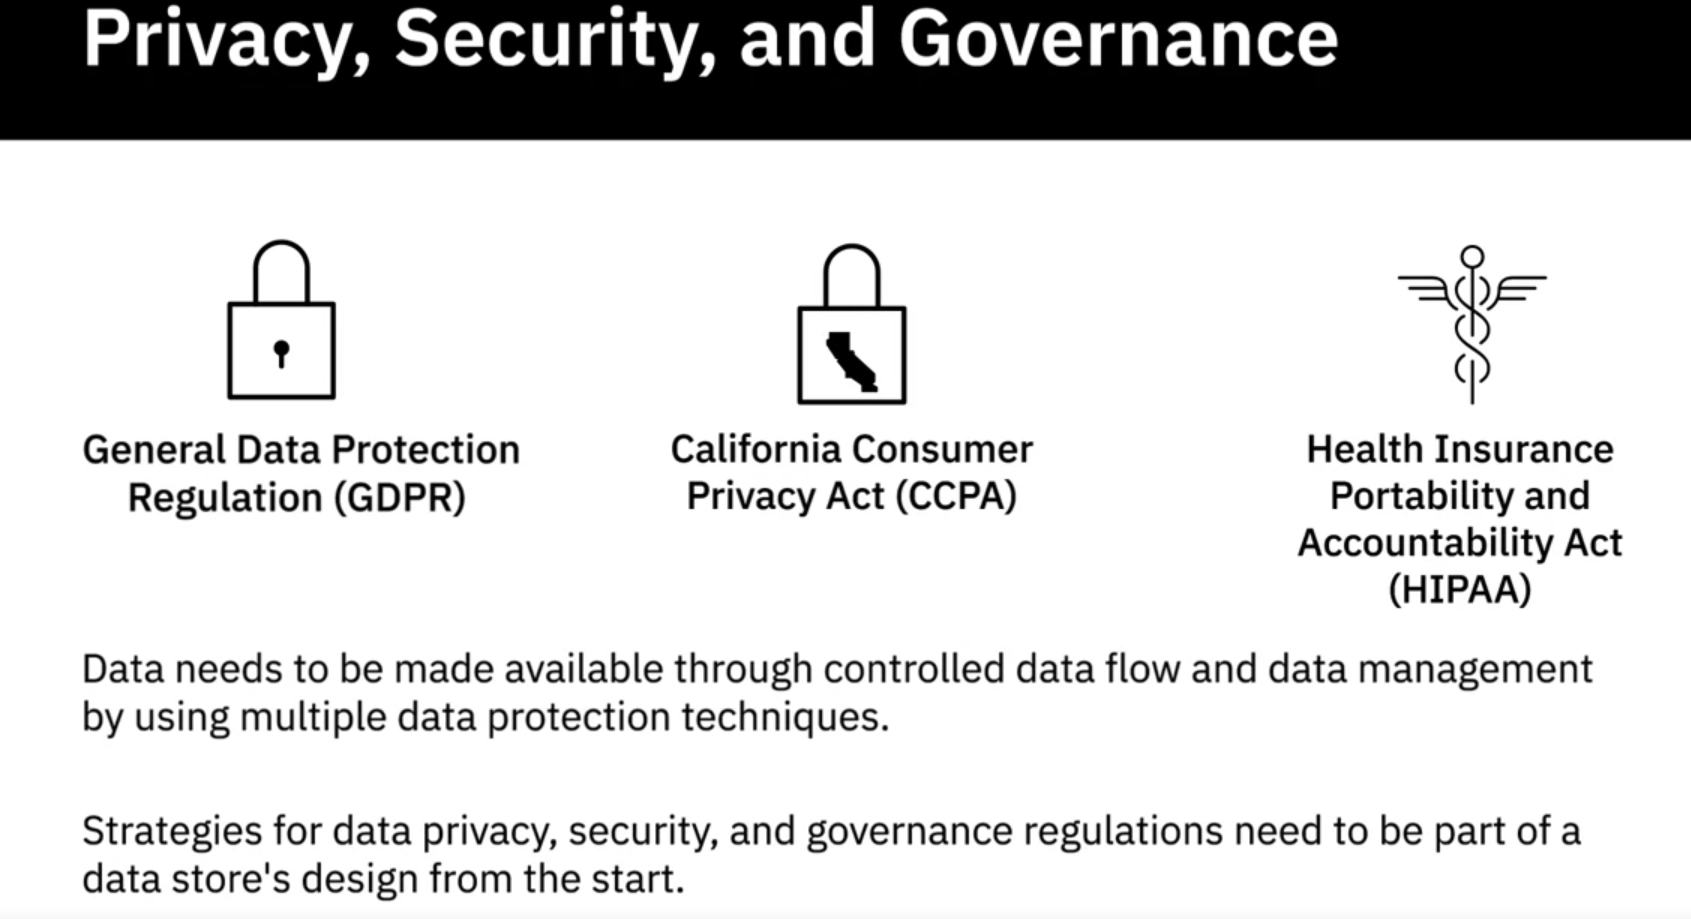 Privacy, Security, and Governance
General Data Protection
Regulation (GDPR)
California Consumer
Privacy Act (CCPA)
Health Insurance
Portability and
Accountability Act
(HIPAA)
Data needs to be made available through controlled data flow and data management
by using multiple data protection techniques.
Strategies for data privacy, security, and governance regulations need to be part of a
data store's design from the start.